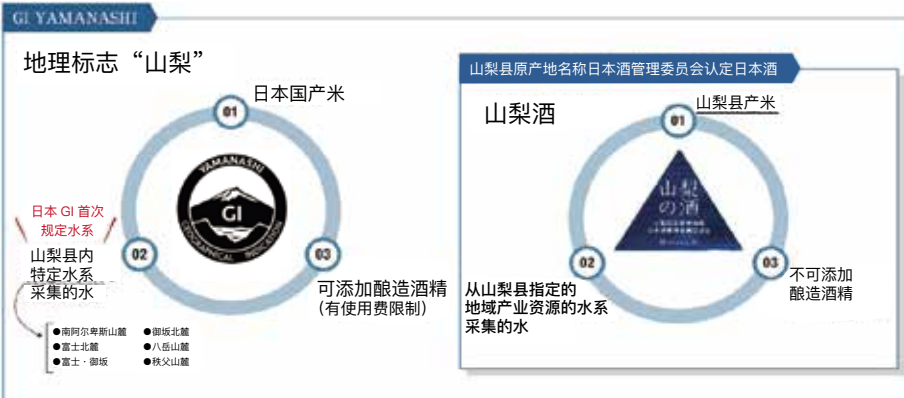 GI YAMANASHI
地理标志“山梨”
01
日本国产米
YAMANASHI
GI
GEOGRAPHICAL INDICATION
日本 GI 首次
规定水系
02
山梨县内
特定水系
采集的水
03
可添加酿造酒精
(有使用费限制)
●南阿尔卑斯山麓
●富士北麓
●富士·御坂
●御坂北麓
●八岳山麓
●秩父山麓
山梨县原产地名称日本酒管理委员会认定日本酒
山梨酒
01
山梨县产米
山梨
の酒
02
从山梨县指定的
地域产业资源的水系
采集的水
03
不可添加
酿造酒精